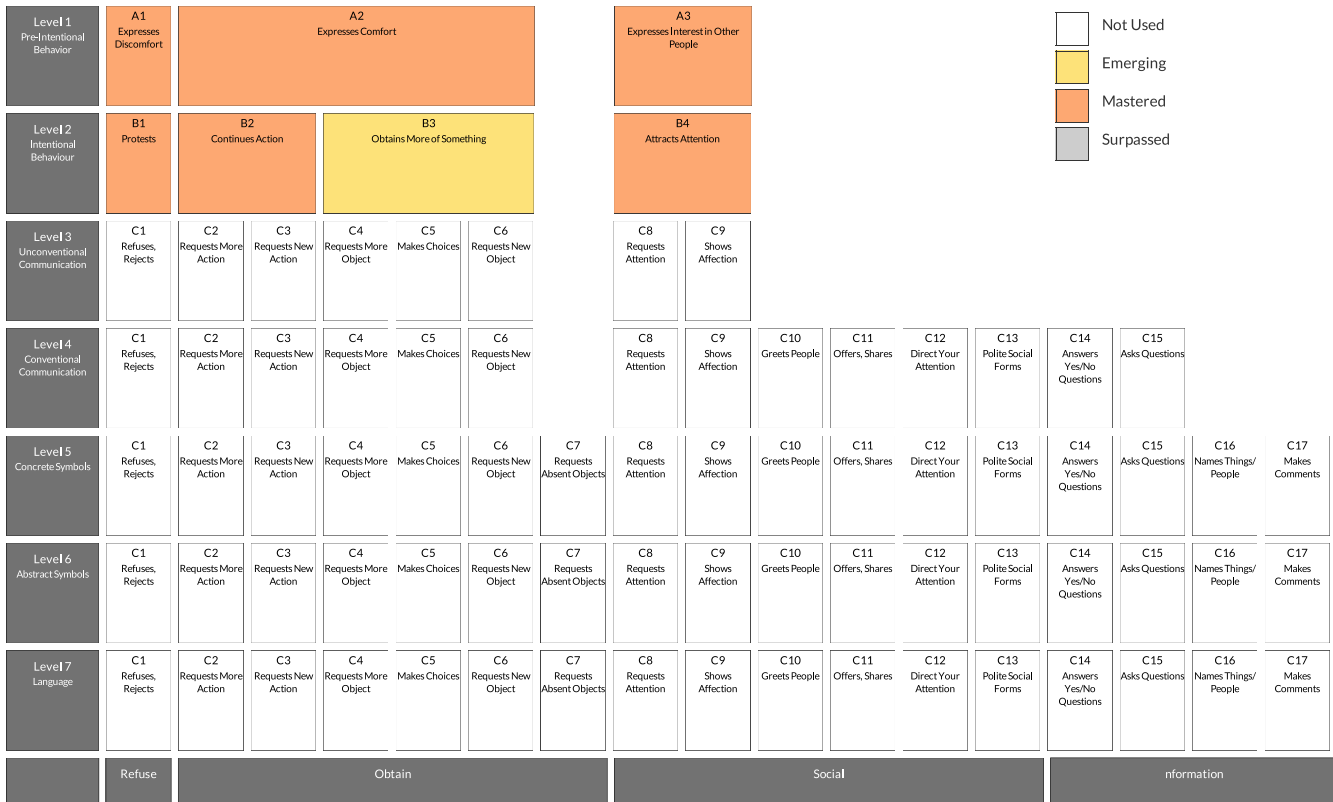 Level 1
Pre-Intentional
Behavior
A1
Expresses
Discomfort
A2
Expresses Comfort
A3
Expresses Interest in Other
People
Not Used
Emerging
Mastered
Surpassed
Level 2
Intentional
Behaviour
B1
Protests
B2
Continues Action
B3
Obtains More of Something
B4
Attracts Attention
Level 3
Unconventional
Communication
C1
Refuses,
Rejects
C2
Requests More
Action
C3
Requests New
Action
C4
Requests More
Object
C5
Makes Choices
C6
Requests New
Object
C8
Requests
Attention
C9
Shows
Affection
Level 4
Conventional
Communication
C1
Refuses,
Rejects
C2
Requests More
Action
C3
Requests New
Action
C4
Requests More
Object
C5
Makes Choices
C6
Requests New
Object
C8
Requests
Attention
C9
Shows
Affection
C10
Greets People
C11
Offers, Shares
C12
Direct Your
Attention
C13
Polite Social
Forms
C14
Answers
Yes/No
Questions
C15
Asks Questions
Level 5
Concrete Symbols
C1
Refuses,
Rejects
C2
Requests More
Action
C3
Requests New
Action
C4
Requests More
Object
C5
Makes Choices
C6
Requests New
Object
C7
Requests
Absent Objects
C8
Requests
Attention
C9
Shows
Affection
C10
Greets People
C11
Offers, Shares
C12
Direct Your
Attention
C13
Polite Social
Forms
C14
Answers
Yes/No
Questions
C15
Asks Questions
C16
Names Things/
People
C17
Makes
Comments
Level 6
Abstract Symbols
C1
Refuses,
Rejects
C2
Requests More
Action
C3
Requests New
Action
C4
Requests More
Object
C5
Makes Choices
C6
Requests New
Object
C7
Requests
Absent Objects
C8
Requests
Attention
C9
Shows
Affection
C10
Greets People
C11
Offers, Shares
C12
Direct Your
Attention
C13
Polite Social
Forms
C14
Answers
Yes/No
Questions
C15
Asks Questions
C16
Names Things/
People
C17
Makes
Comments
Level 7
Language
C1
Refuses,
Rejects
C2
Requests More
Action
C3
Requests New
Action
C4
Requests More
Object
C5
Makes Choices
C6
Requests New
Object
C7
Requests
Absent Objects
C8
Requests
Attention
C9
Shows
Affection
C10
Greets People
C11
Offers, Shares
C12
Direct Your
Attention
C13
Polite Social
Forms
C14
Answers
Yes/No
Questions
C15
Asks Questions
C16
Names Things/
People
C17
Makes
Comments
Refuse
Obtain
Social
nformation